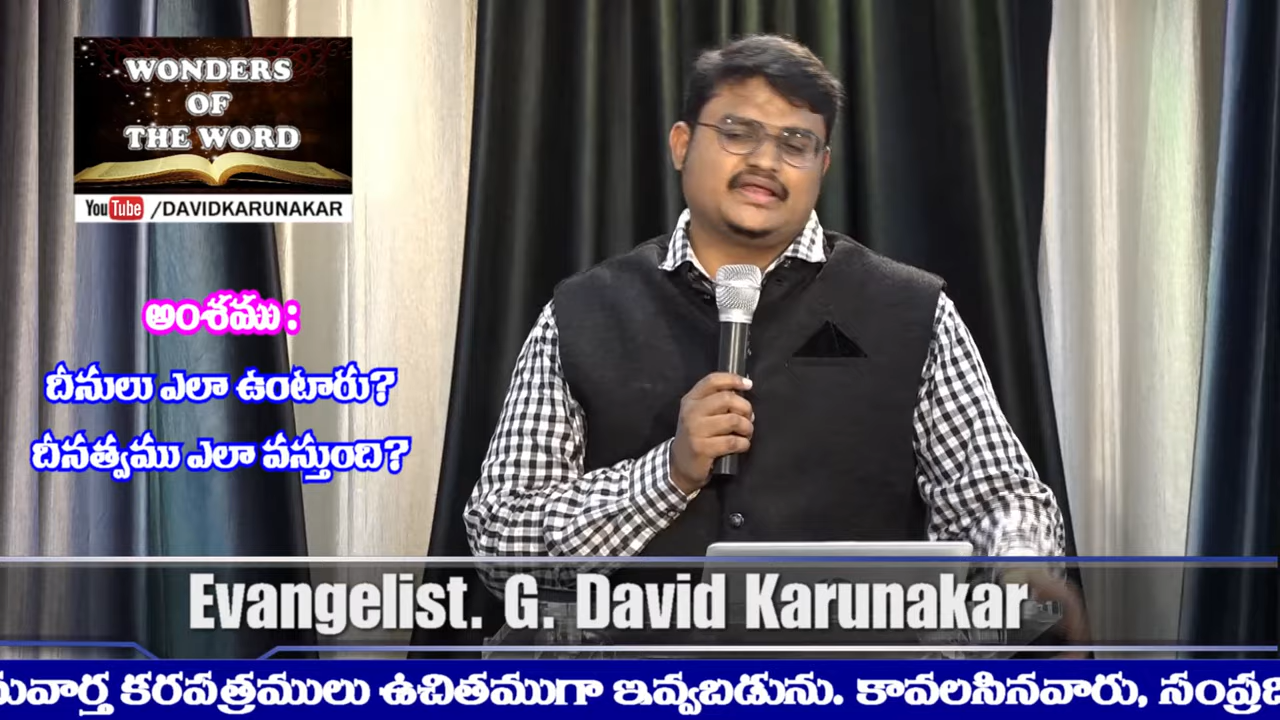 WONDERS
OF
THE WORD
YouTube /DAVIDKARUNAKAR
అంశము :
దీనులు ఎలా ఉంటారు?
దీనత్వము ఎలా వస్తుంది?
Evangelist. G. David Karunakar
కరపత్రములు ఉచితముగా ఇవ్వబడును. కావలసినవారు,